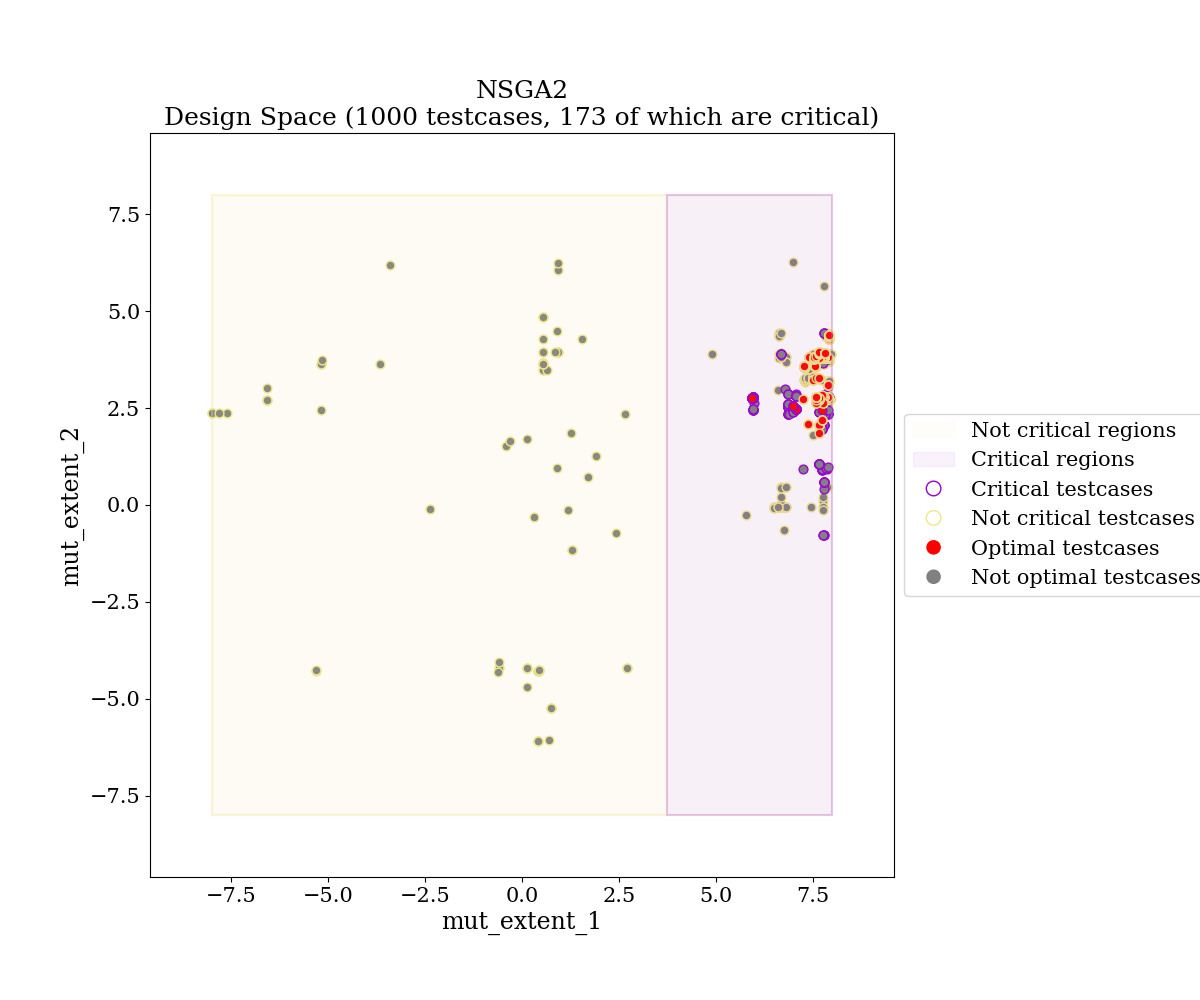 NSGA2
Design Space (1000 testcases, 173 of which are critical)
7.5
5.0
2.5
0.0
−2.5
−5.0
−7.5
mut_extent_2
−7.5
−5.0
−2.5
0.0
2.5
5.0
7.5
mut_extent_1
Not critical regions
Critical regions
Critical testcases
Not critical testcases
Optimal testcases
Not optimal testcases